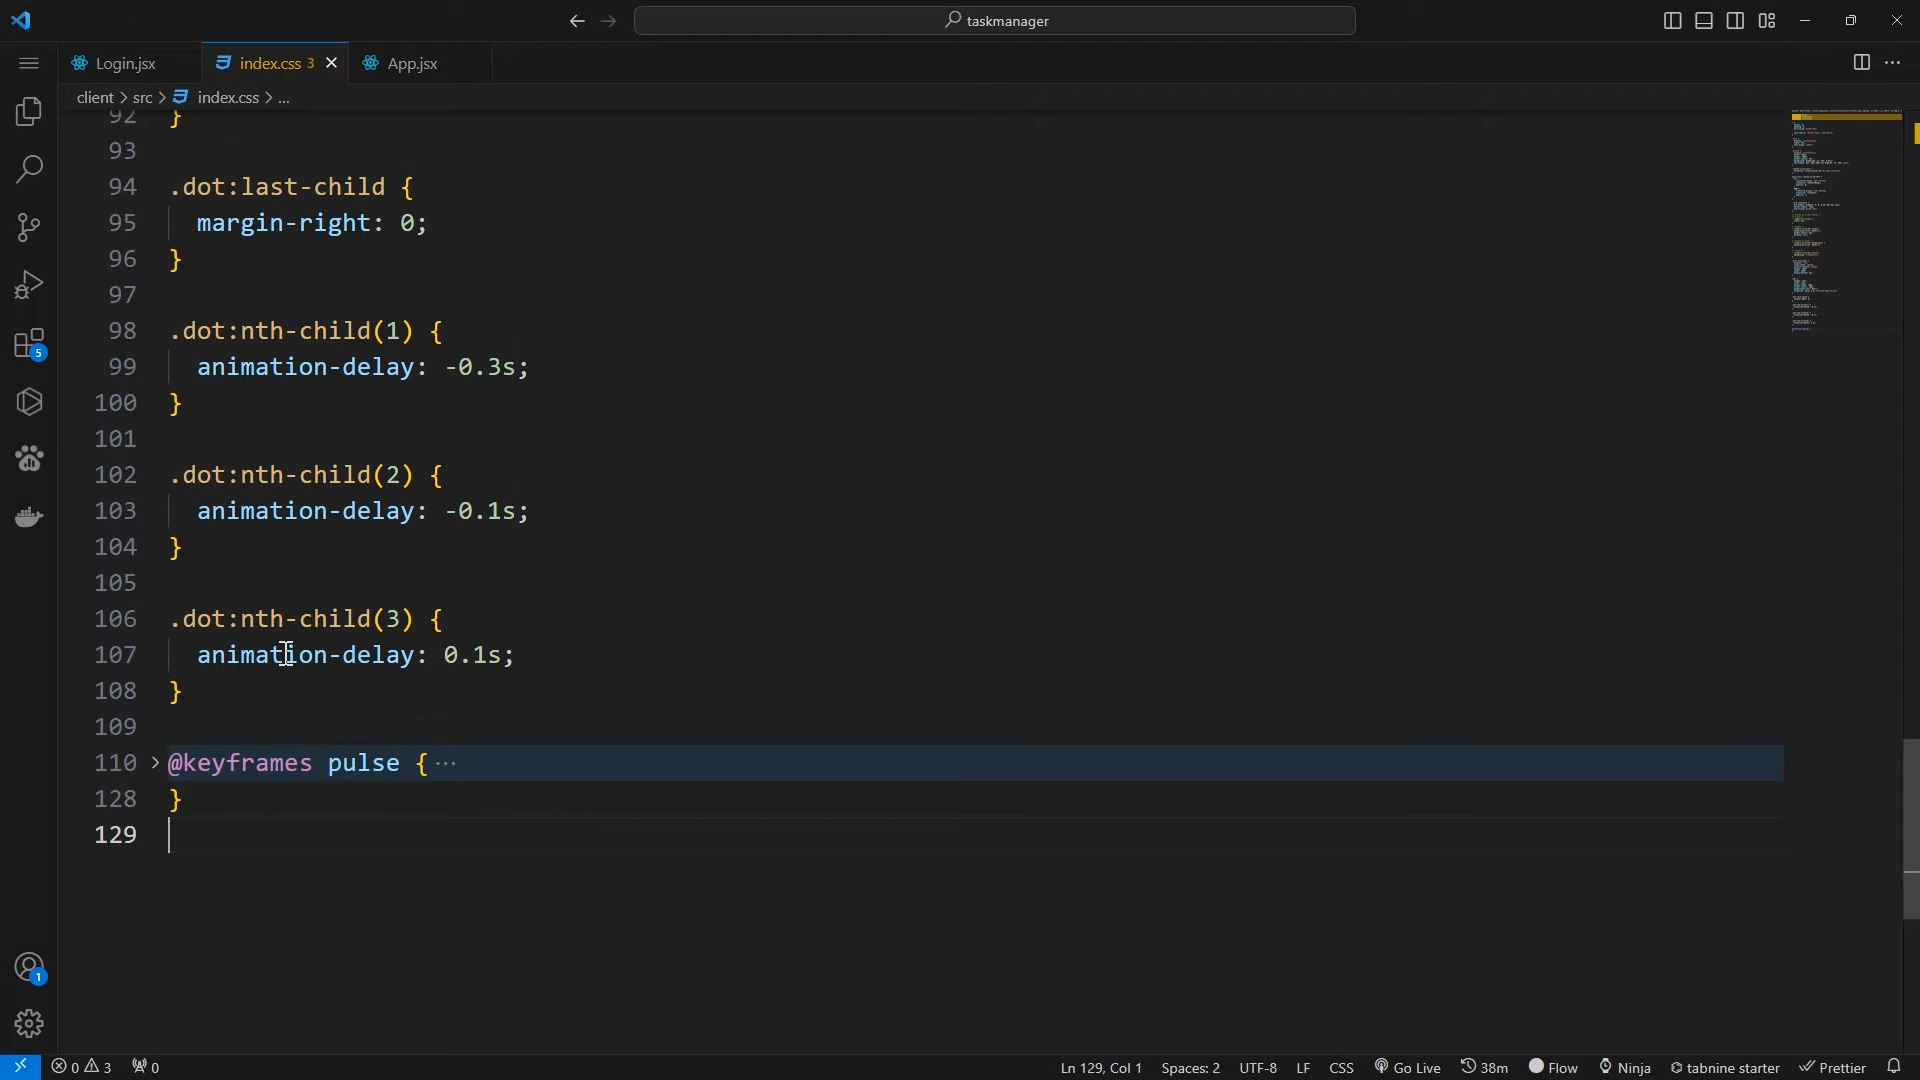 taskmanager
Login.jsx
index.css 3
App.jsx
client > src > index.css > ...
92 }
93
94 .dot:last-child {
95 margin-right: 0;
96 }
97
98 .dot:nth-child(1) {
99 animation-delay: -0.3s;
100 }
101
102 .dot:nth-child(2) {
103 animation-delay: -0.1s;
104 }
105
106 .dot:nth-child(3) {
107 animation-delay: 0.1s;
108 }
109
110 @keyframes pulse { ...
128 }
129
5
1
0 3 0 Ln 129, Col 1 Spaces: 2 UTF-8 LF CSS Go Live 38m Flow Ninja tabnine starter Prettier